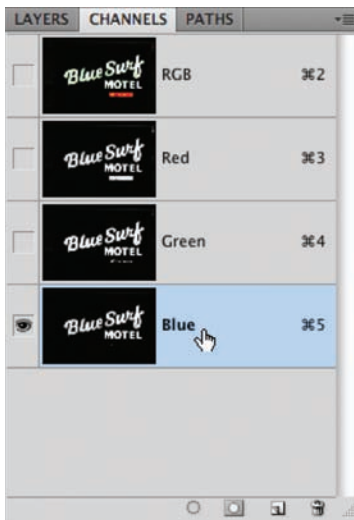 LAYERS CHANNELS PATHS
Blue Surf
MOTEL
RGB ⌘2
Blue Surf
MOTEL
Red ⌘3
Blue Surf
MOTEL
Green ⌘4
Blue Surf
MOTEL
Blue ⌘5